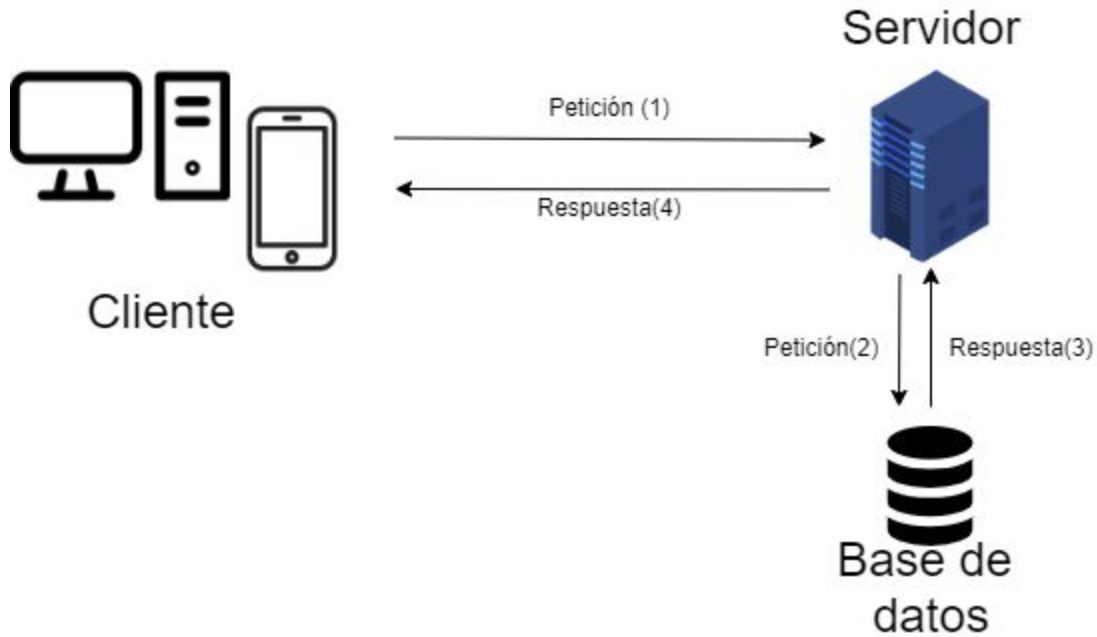 Servidor
Petición (1)
Respuesta(4)
Cliente
Petición(2)
Respuesta(3)
Base de
datos